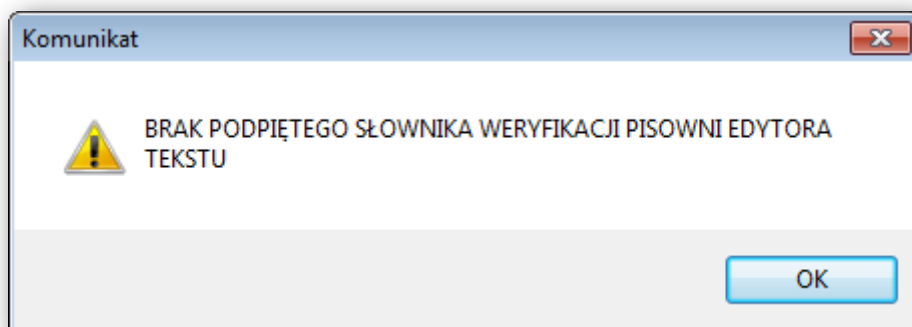 Komunikat
BRAK PODPIĘTEGO SŁOWNIKA WERYFIKACJI PISOWNI EDYTORA
TEKSTU
OK